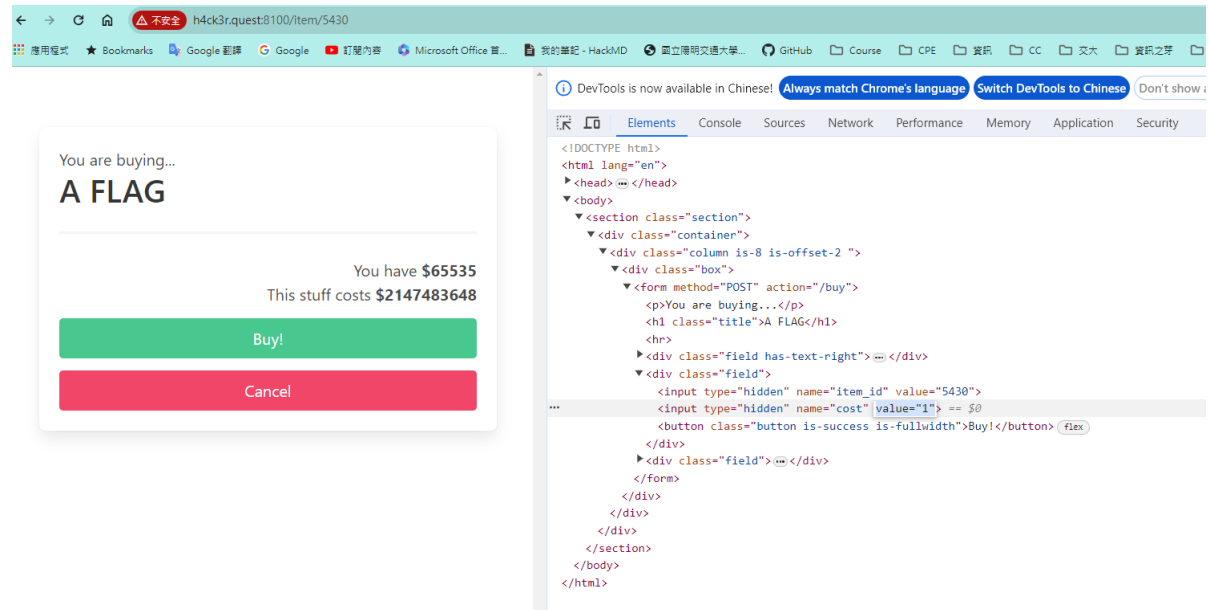 不安全 h4ck3r.quest:8100/item/5430
應用程式 Bookmarks Google 翻譯 Google 訂閱內容 Microsoft Office 首... 我的筆記 - HackMD 國立陽明交通大學... GitHub Course CPE 資訊 CC 交大 資訊之芽
DevTools is now available in Chinese! Always match Chrome's language Switch DevTools to Chinese Don't show a
Elements Console Sources Network Performance Memory Application Security
You are buying...
A FLAG
You have $65535
This stuff costs $2147483648
Buy!
Cancel
<!DOCTYPE html>
<html lang="en">
<head> ... </head>
<body>
<section class="section">
<div class="container">
<div class="column is-8 is-offset-2 ">
<div class="box">
<form method="POST" action="/buy">
<p>You are buying...</p>
<h1 class="title">A FLAG</h1>
<hr>
<div class="field has-text-right"> ... </div>
<div class="field">
<input type="hidden" name="item_id" value="5430">
... <input type="hidden" name="cost" value="1"> == $0
<button class="button is-success is-fullwidth">Buy!</button> flex
</div>
<div class="field"> ... </div>
</form>
</div>
</div>
</div>
</section>
</body>
</html>